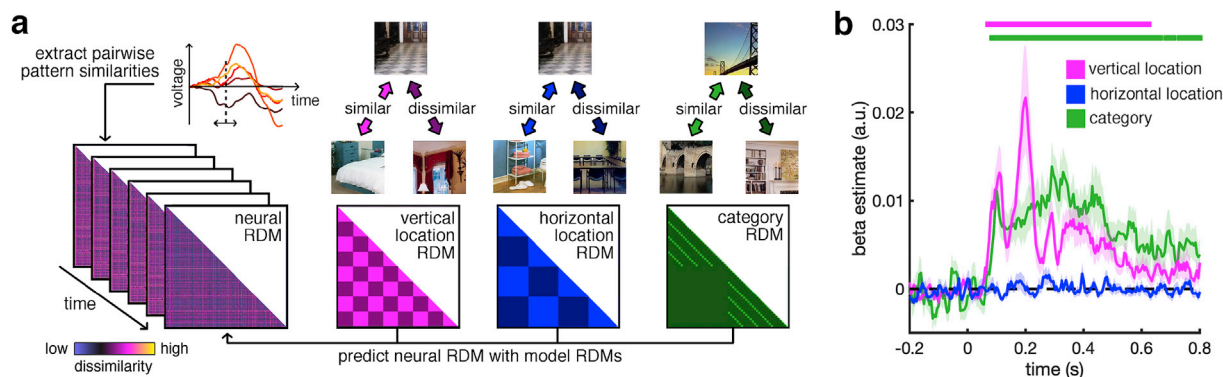 a
extract pairwise
pattern similarities
voltage
time
similar
dissimilar
similar
dissimilar
similar
dissimilar
neural
RDM
vertical
location
RDM
horizontal
location
RDM
category
RDM
time
low
high
dissimilarity
predict neural RDM with model RDMs
b
0.03
0.02
0.01
0
beta estimate (a.u.)
vertical location
horizontal location
category
-0.2
0
0.2
0.4
0.6
0.8
time (s)